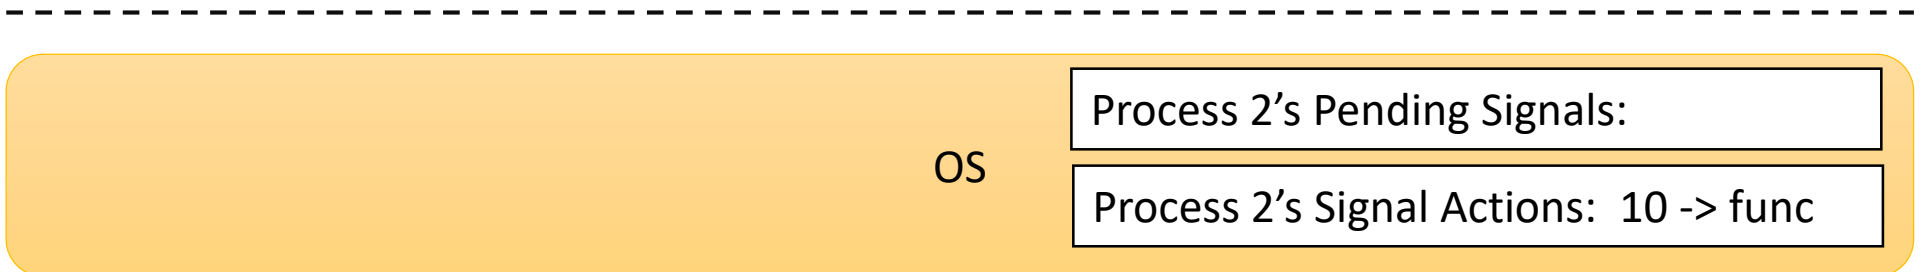 Process 2’s Pending Signals:
OS
Process 2’s Signal Actions:  10 -> func